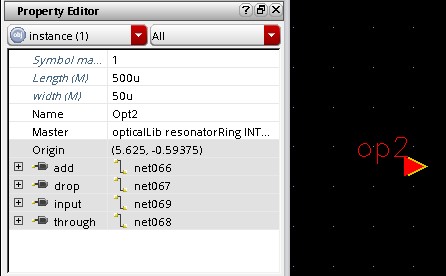 Property Editor
instance (1) All
Symbol ma... 1
Length (M) 500u
width (M) 50u
Name Opt2
Master opticalLib resonatorRing INT...
Origin (5.625, -0.59375)
add net066
drop net067
input net069
through net068
op2